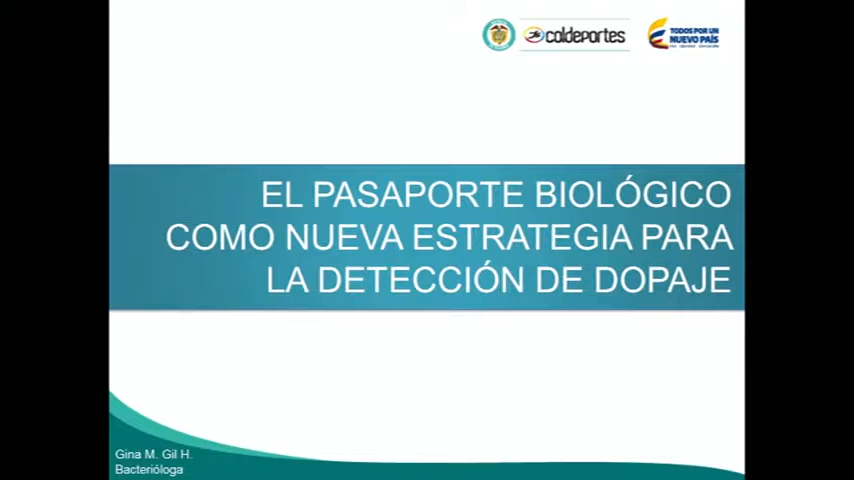 coldeportes
TODOS POR UN
NUEVO PAÍS
EL PASAPORTE BIOLÓGICO
COMO NUEVA ESTRATEGIA PARA
LA DETECCIÓN DE DOPAJE
Gina M. Gil H.
Bacterióloga